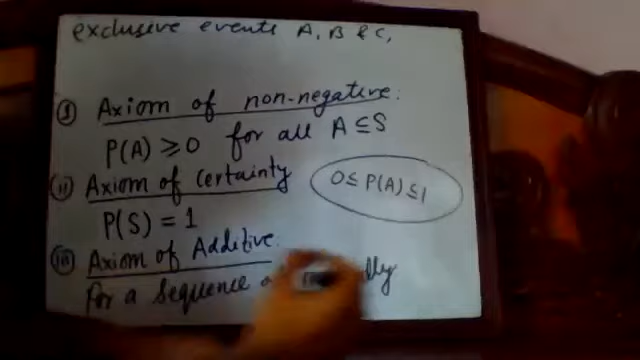 exclusive events A, B & C,
(i) Axiom of non-negative:
P(A) ≥ 0 for all A ⊆ S
(ii) Axiom of Certainty
0 ≤ P(A) ≤ 1
P(S) = 1
(iii) Axiom of Additive.
For a Sequence